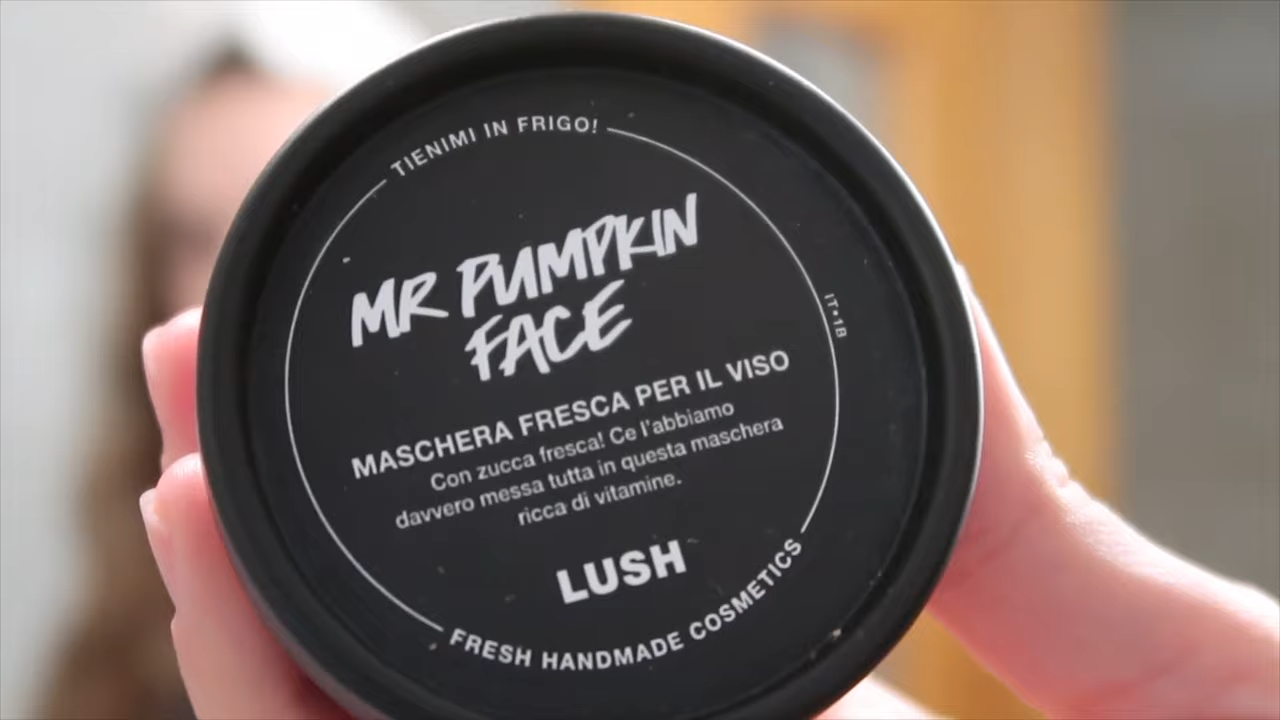 TIENIMI IN FRIGO!
MR PUMPKIN
FACE
IT•1B
MASCHERA FRESCA PER IL VISO
Con zucca fresca! Ce l'abbiamo
davvero messa tutta in questa maschera
ricca di vitamine.
LUSH
FRESH HANDMADE COSMETICS